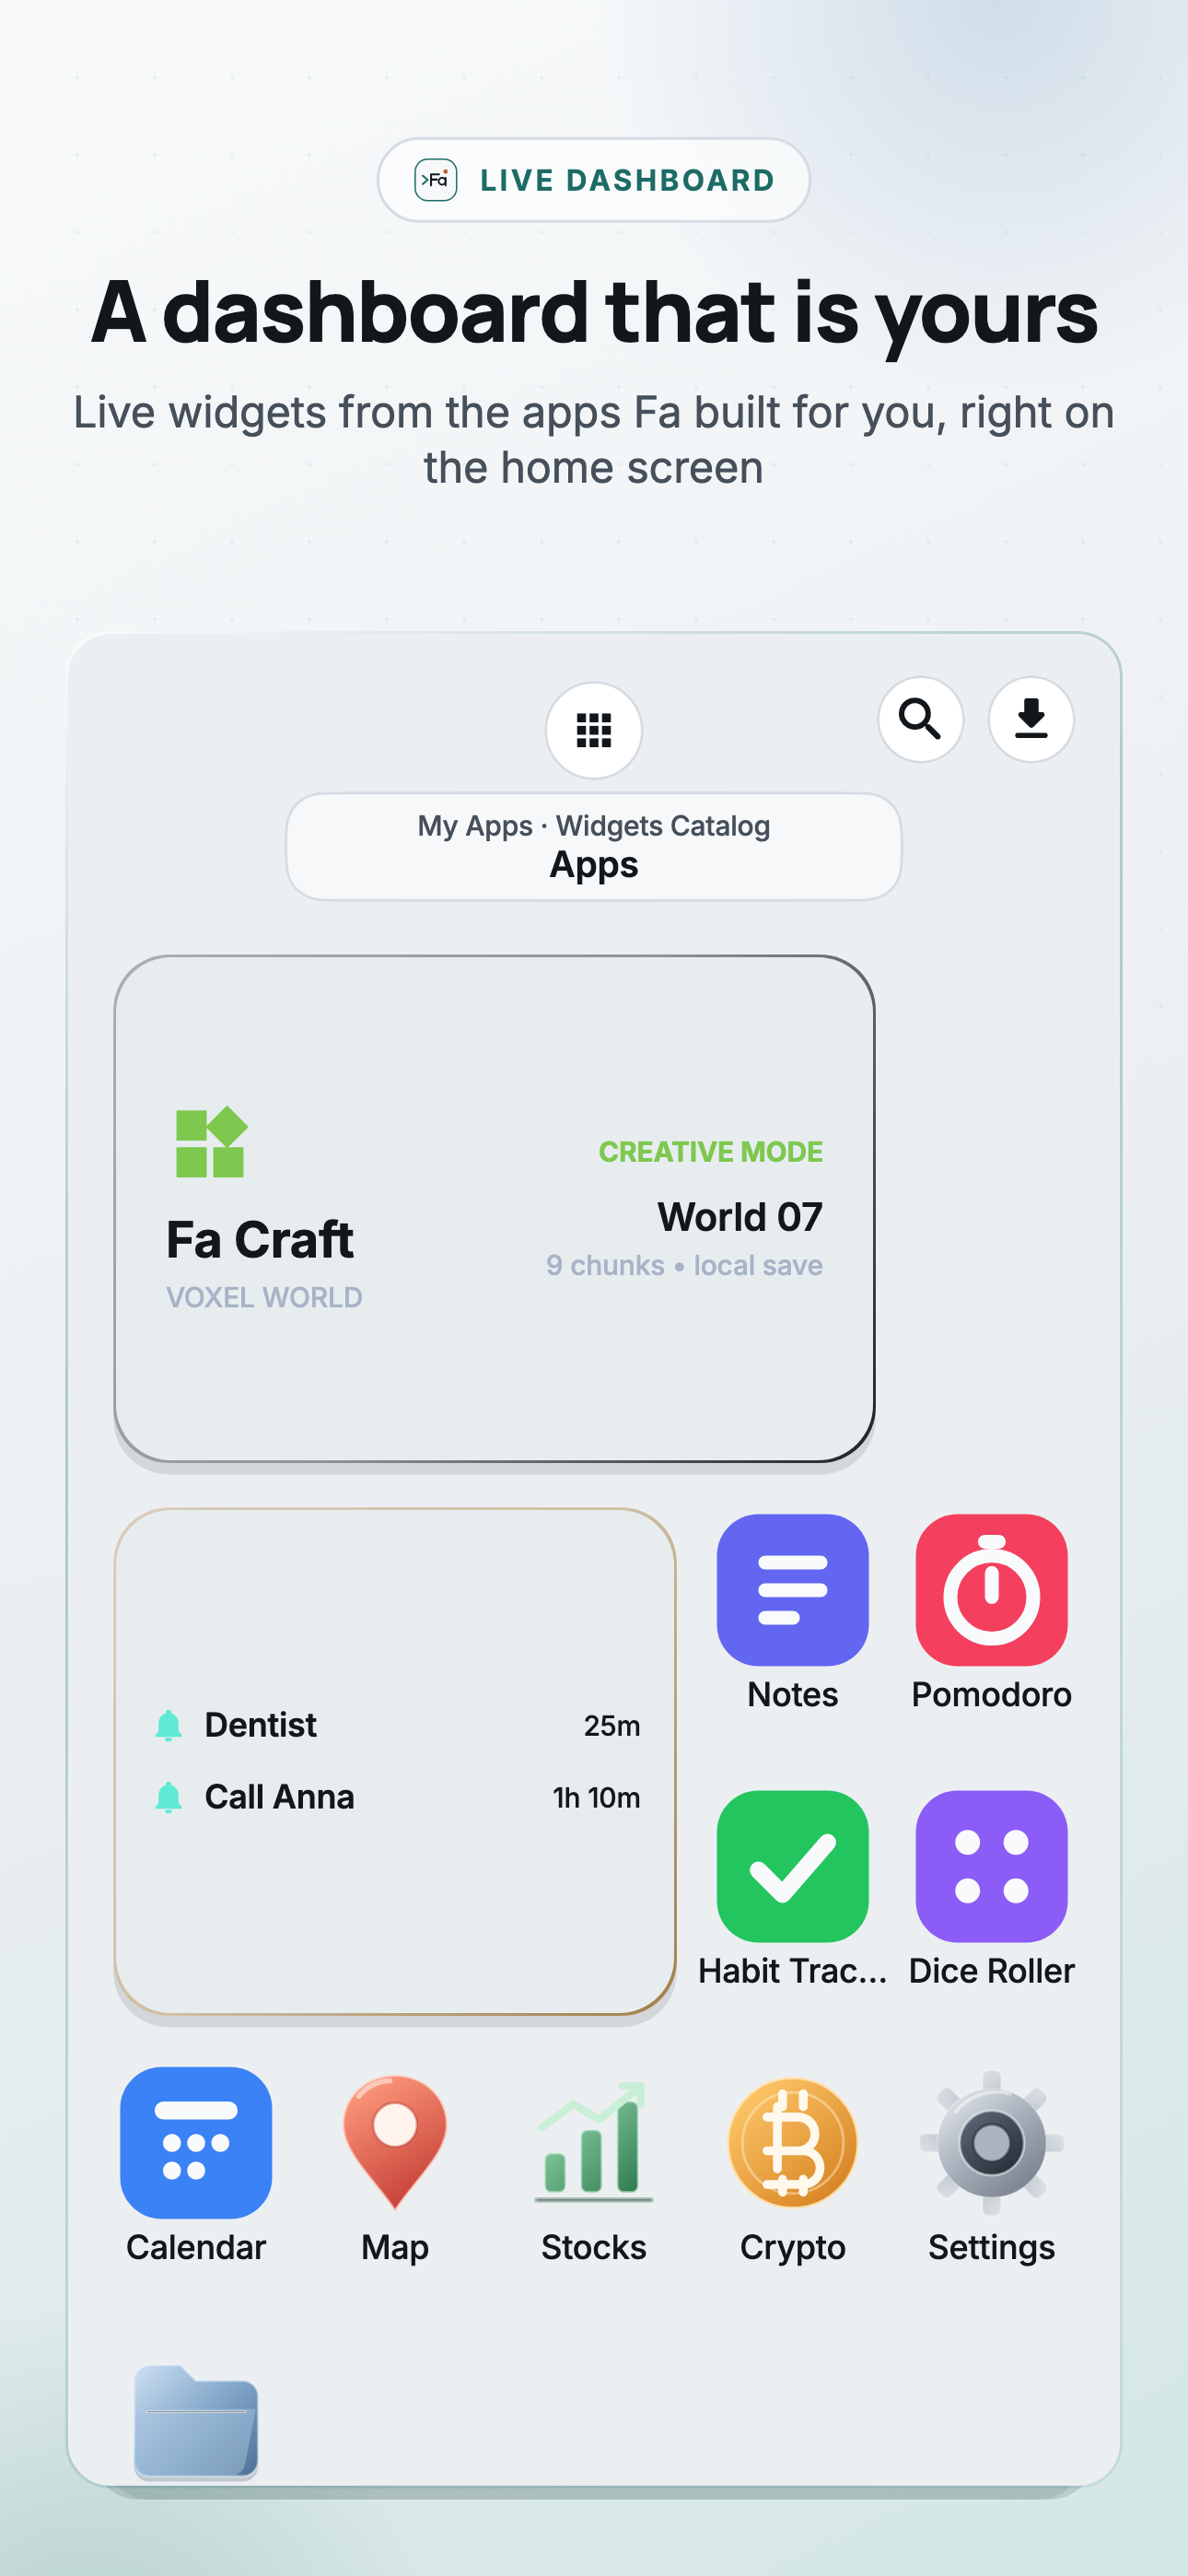 >Fa LIVE DASHBOARD
A dashboard that is yours
Live widgets from the apps Fa built for you, right on
the home screen
My Apps · Widgets Catalog
Apps
CREATIVE MODE
World 07
9 chunks • local save
Fa Craft
VOXEL WORLD
Dentist 25m
Call Anna 1h 10m
Notes Pomodoro
Habit Trac... Dice Roller
Calendar Map Stocks Crypto Settings